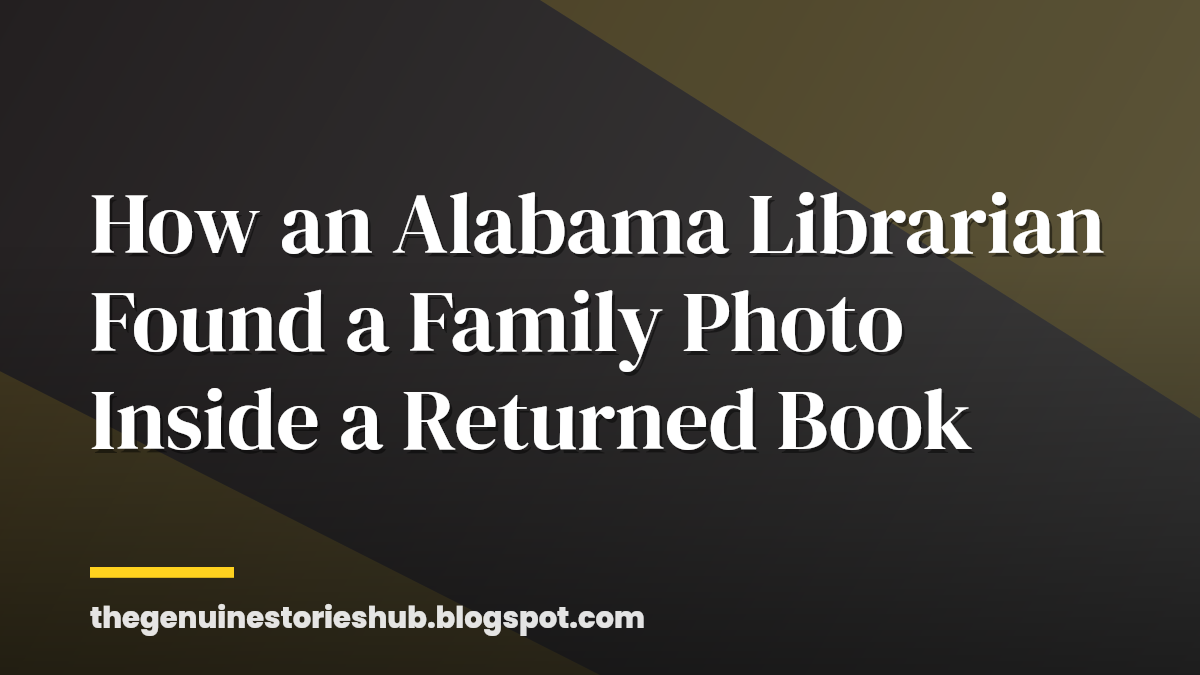 How an Alabama Librarian
Found a Family Photo
Inside a Returned Book
thegenuinestorieshub.blogspot.com